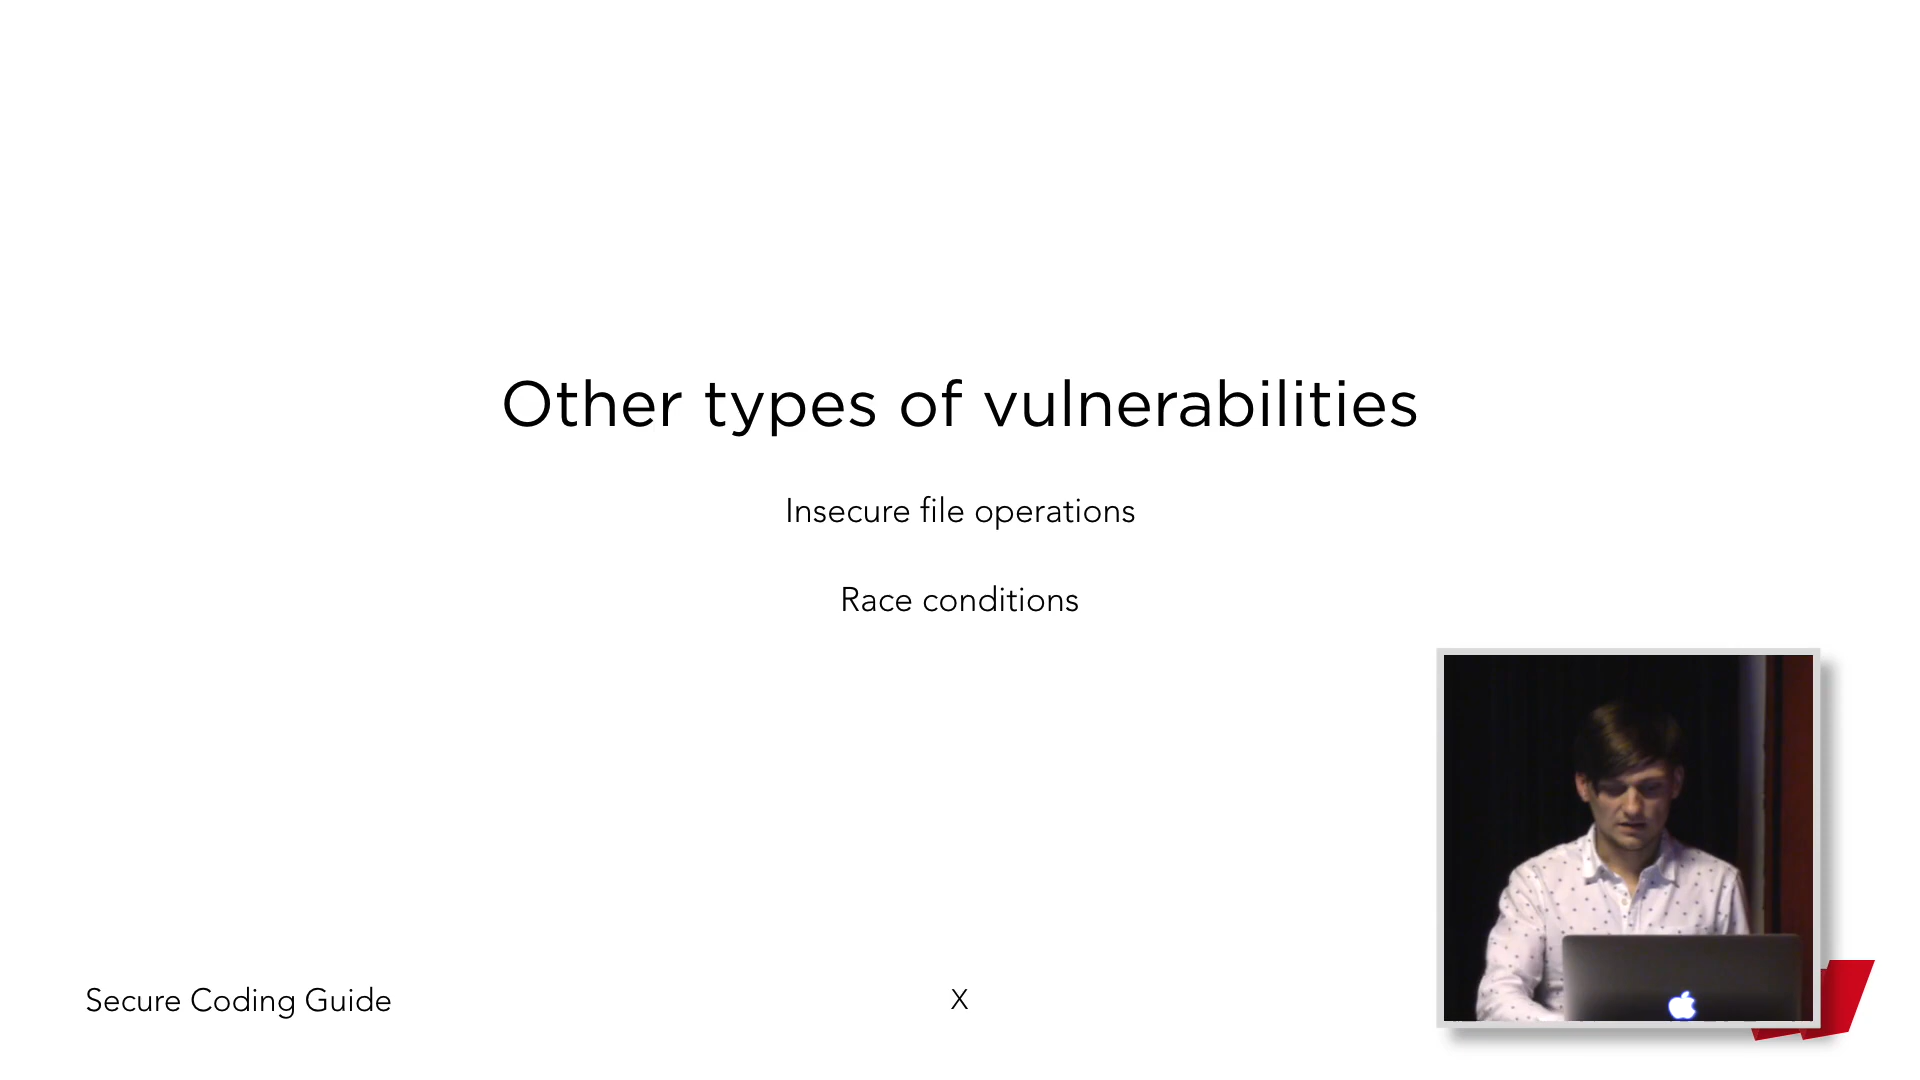 Other types of vulnerabilities
Insecure file operations
Race conditions
Secure Coding Guide
X